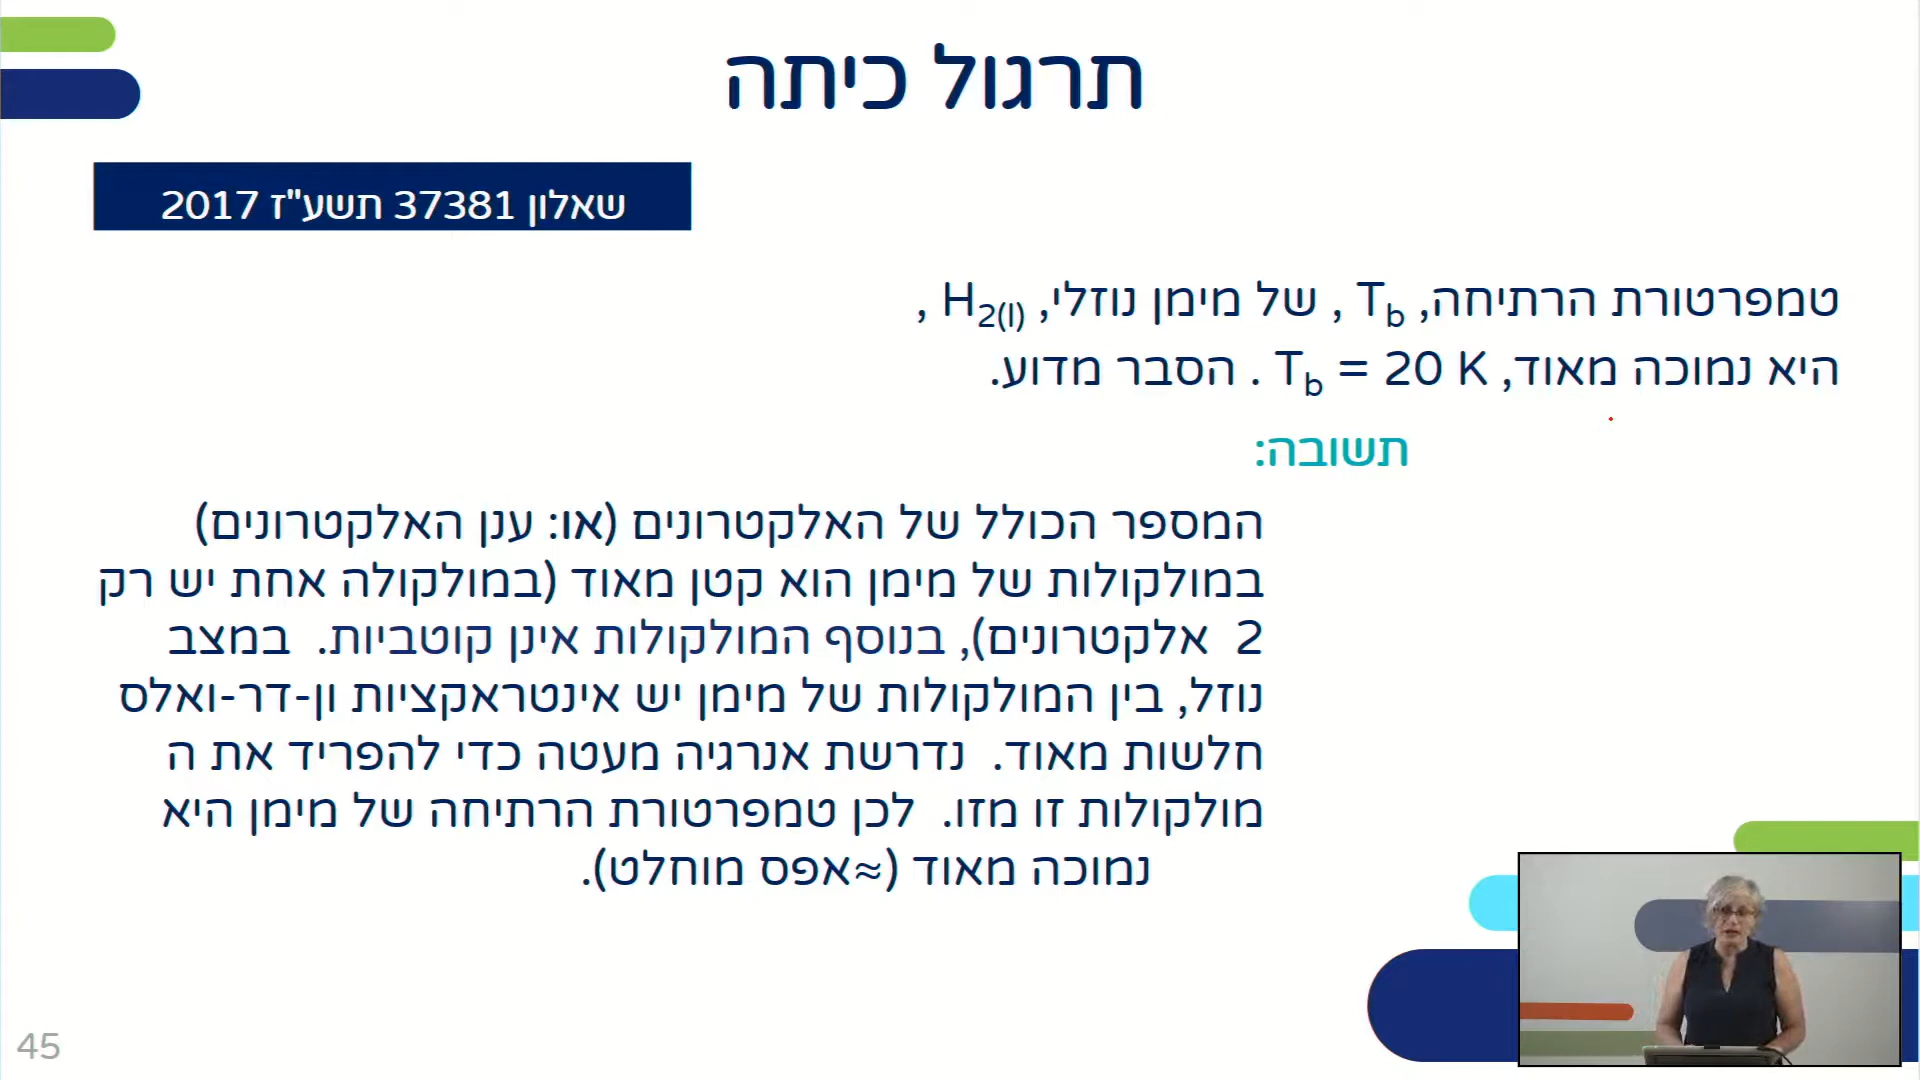 תרגול כיתה
שאלון 37381 תשע"ז 2017
טמפרטורת הרתיחה, Tb , של מימן נוזלי, H2(l) ,
היא נמוכה מאוד, Tb = 20 K . הסבר מדוע.
תשובה:
המספר הכולל של האלקטרונים (או: ענן האלקטרונים)
במולקולות של מימן הוא קטן מאוד (במולקולה אחת יש רק
2 אלקטרונים), בנוסף המולקולות אינן קוטביות. במצב
נוזל, בין המולקולות של מימן יש אינטראקציות ון-דר-ואלס
חלשות מאוד. נדרשת אנרגיה מעטה כדי להפריד את ה
מולקולות זו מזו. לכן טמפרטורת הרתיחה של מימן היא
נמוכה מאוד (≈אפס מוחלט).
45